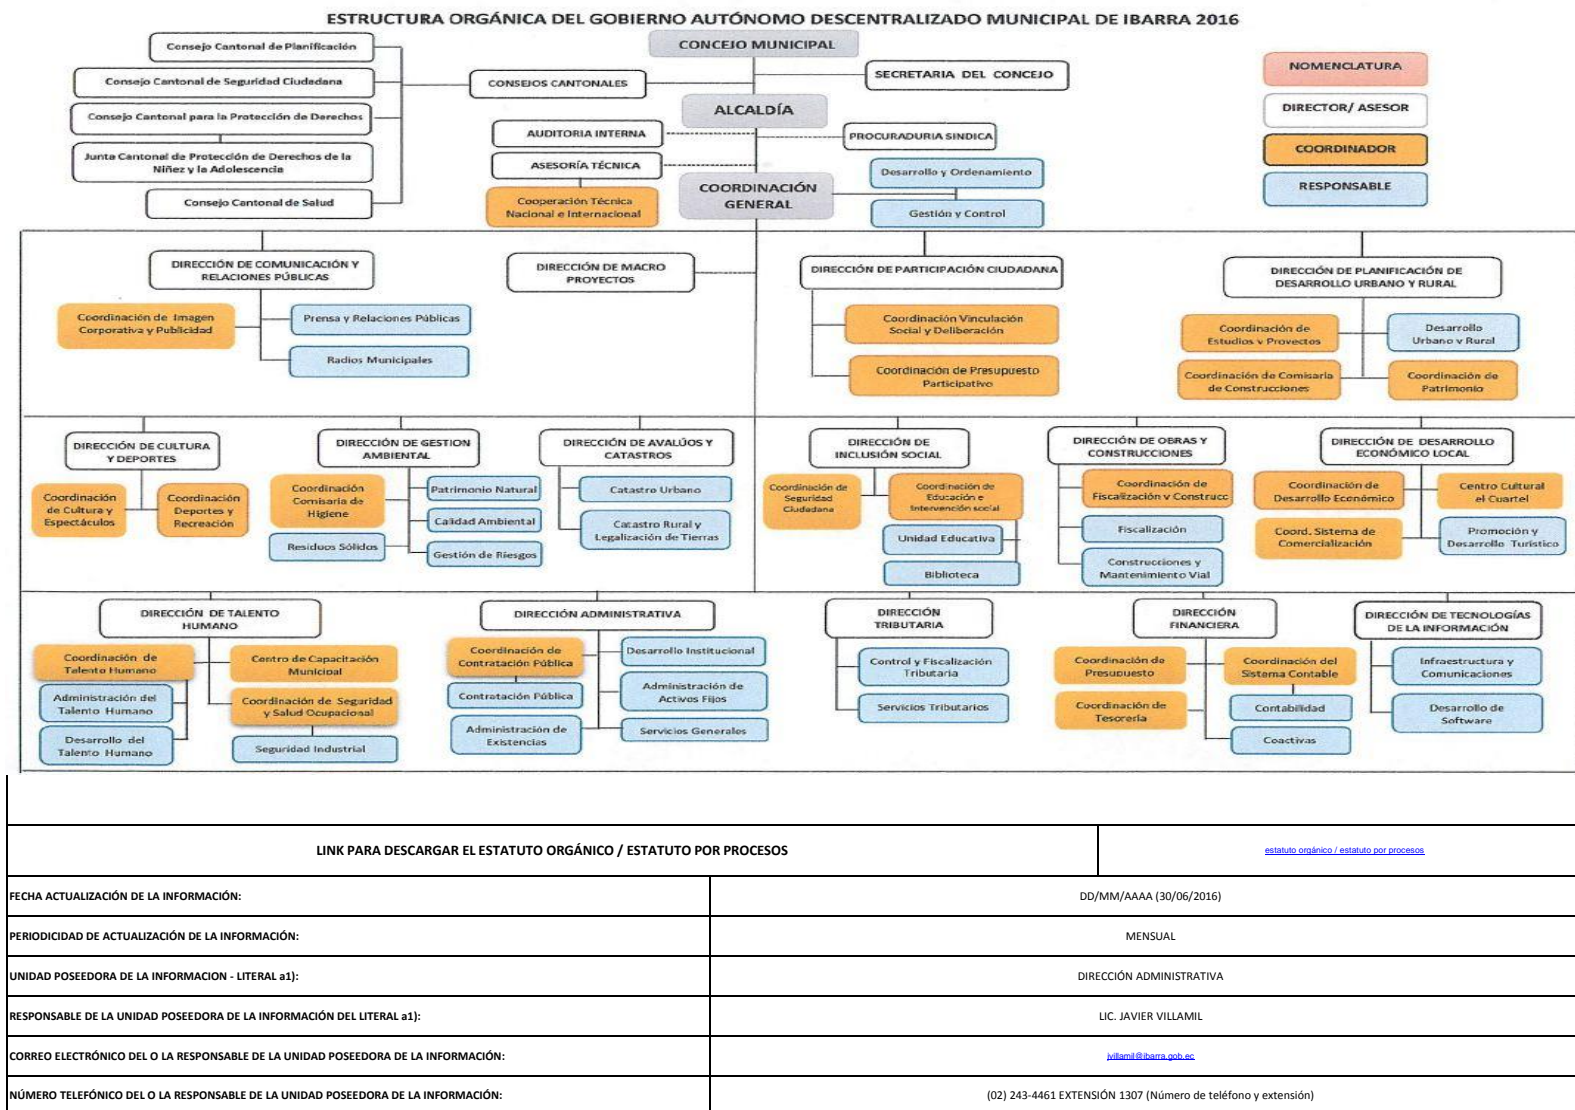 ESTRUCTURA ORGÁNICA DEL GOBIERNO AUTÓNOMO DESCENTRALIZADO MUNICIPAL DE IBARRA 2016
Consejo Cantonal de Planificación
CONCEJO MUNICIPAL
NOMENCLATURA
Consejo Cantonal de Seguridad Ciudadana
CONSEJOS CANTONALES
SECRETARIA DEL CONCEJO
Consejo Cantonal para la Protección de Derechos
ALCALDÍA
DIRECTOR/ ASESOR
AUDITORIA INTERNA
PROCURADURIA SINDICA
Junta Cantonal de Protección de Derechos de la
Niñez y la Adolescencia
ASESORÍA TÉCNICA
COORDINADOR
Desarrollo y Ordenamiento
Consejo Cantonal de Salud
Cooperación Técnica
Nacional e Internacional
COORDINACIÓN
GENERAL
RESPONSABLE
Gestión y Control
DIRECCIÓN DE COMUNICACIÓN Y
RELACIONES PÚBLICAS
DIRECCIÓN DE MACRO
PROYECTOS
DIRECCIÓN DE PARTICIPACIÓN CIUDADANA
DIRECCIÓN DE PLANIFICACIÓN DE
DESARROLLO URBANO Y RURAL
Coordinación de Imagen
Corporativa y Publicidad
Prensa y Relaciones Públicas
Radios Municipales
Coordinación Vinculación
Social y Deliberación
Coordinación de Presupuesto
Participativo
Coordinación de
Estudios y Proyectos
Desarrollo
Urbano y Rural
Coordinación de Comisaria
de Construcciones
Coordinación de
Patrimonio
DIRECCIÓN DE CULTURA
Y DEPORTES
DIRECCIÓN DE GESTION
AMBIENTAL
DIRECCIÓN DE AVALÚOS Y
CATASTROS
DIRECCIÓN DE
INCLUSIÓN SOCIAL
DIRECCIÓN DE OBRAS Y
CONSTRUCCIONES
DIRECCIÓN DE DESARROLLO
ECONÓMICO LOCAL
Coordinación
de Cultura y
Espectáculos
Coordinación
Deportes y
Recreación
Coordinación
Comisaria de
Higiene
Patrimonio Natural
Calidad Ambiental
Residuos Sólidos
Gestión de Riesgos
Catastro Urbano
Catastro Rural y
Legalización de Tierras
Coordinación de
Seguridad
Ciudadana
Coordinación de
Educación e
Intervención social
Unidad Educativa
Biblioteca
Coordinación de
Fiscalización y Construcc
Fiscalización
Construcciones y
Mantenimiento Vial
Coordinación de
Desarrollo Económico
Centro Cultural
el Cuartel
Coord. Sistema de
Comercialización
Promoción y
Desarrollo Turístico
DIRECCIÓN DE TALENTO
HUMANO
DIRECCIÓN ADMINISTRATIVA
DIRECCIÓN
TRIBUTARIA
DIRECCIÓN
FINANCIERA
DIRECCIÓN DE TECNOLOGÍAS
DE LA INFORMACIÓN
Coordinación de
Talento Humano
Centro de Capacitación
Municipal
Administración del
Talento Humano
Coordinación de Seguridad
y Salud Ocupacional
Desarrollo del
Talento Humano
Seguridad Industrial
Coordinación de
Contratación Pública
Desarrollo Institucional
Contratación Pública
Administración de
Activos Fijos
Administración de
Existencias
Servicios Generales
Control y Fiscalización
Tributaria
Servicios Tributarios
Coordinación de
Presupuesto
Coordinación del
Sistema Contable
Coordinación de
Tesorería
Contabilidad
Coactivas
Infraestructura y
Comunicaciones
Desarrollo de
Software
LINK PARA DESCARGAR EL ESTATUTO ORGÁNICO / ESTATUTO POR PROCESOS
estatuto orgánico / estatuto por procesos
FECHA ACTUALIZACIÓN DE LA INFORMACIÓN:
DD/MM/AAAA (30/06/2016)
PERIODICIDAD DE ACTUALIZACIÓN DE LA INFORMACIÓN:
MENSUAL
UNIDAD POSEEDORA DE LA INFORMACION - LITERAL a1):
DIRECCIÓN ADMINISTRATIVA
RESPONSABLE DE LA UNIDAD POSEEDORA DE LA INFORMACIÓN DEL LITERAL a1):
LIC. JAVIER VILLAMIL
CORREO ELECTRÓNICO DEL O LA RESPONSABLE DE LA UNIDAD POSEEDORA DE LA INFORMACIÓN:
jvillamil@ibarra.gob.ec
NÚMERO TELEFÓNICO DEL O LA RESPONSABLE DE LA UNIDAD POSEEDORA DE LA INFORMACIÓN:
(02) 243-4461 EXTENSIÓN 1307 (Número de teléfono y extensión)